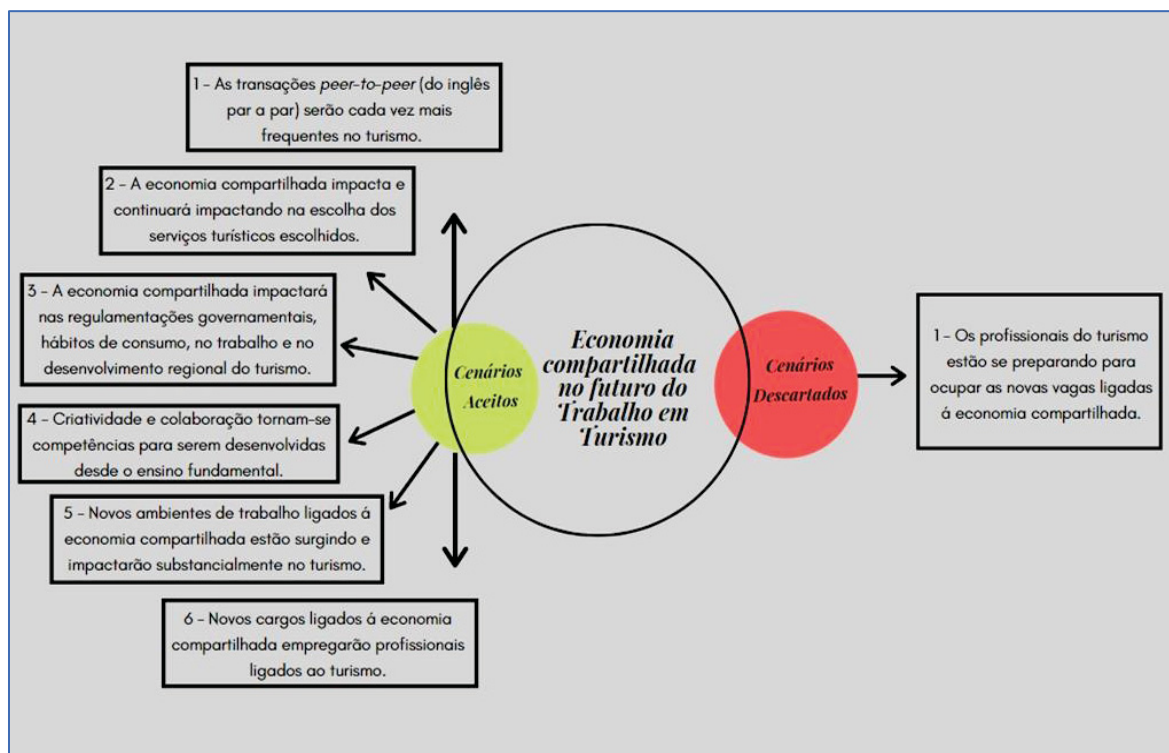 1 - As transações peer-to-peer (do inglês
par a par) serão cada vez mais
frequentes no turismo.
2 - A economia compartilhada impacta e
continuará impactando na escolha dos
serviços turísticos escolhidos.
3 - A economia compartilhada impactará
nas regulamentações governamentais,
hábitos de consumo, no trabalho e no
desenvolvimento regional do turismo.
4 - Criatividade e colaboração tornam-se
competências para serem desenvolvidas
desde o ensino fundamental.
5 - Novos ambientes de trabalho ligados á
economia compartilhada estão surgindo e
impactarão substancialmente no turismo.
6 - Novos cargos ligados á economia
compartilhada empregarão profissionais
ligados ao turismo.
Cenários
Aceitos
Economia
compartilhada
no futuro do
Trabalho em
Turismo
Cenários
Descartados
1 - Os profissionais do turismo
estão se preparando para
ocupar as novas vagas ligadas
á economia compartilhada.